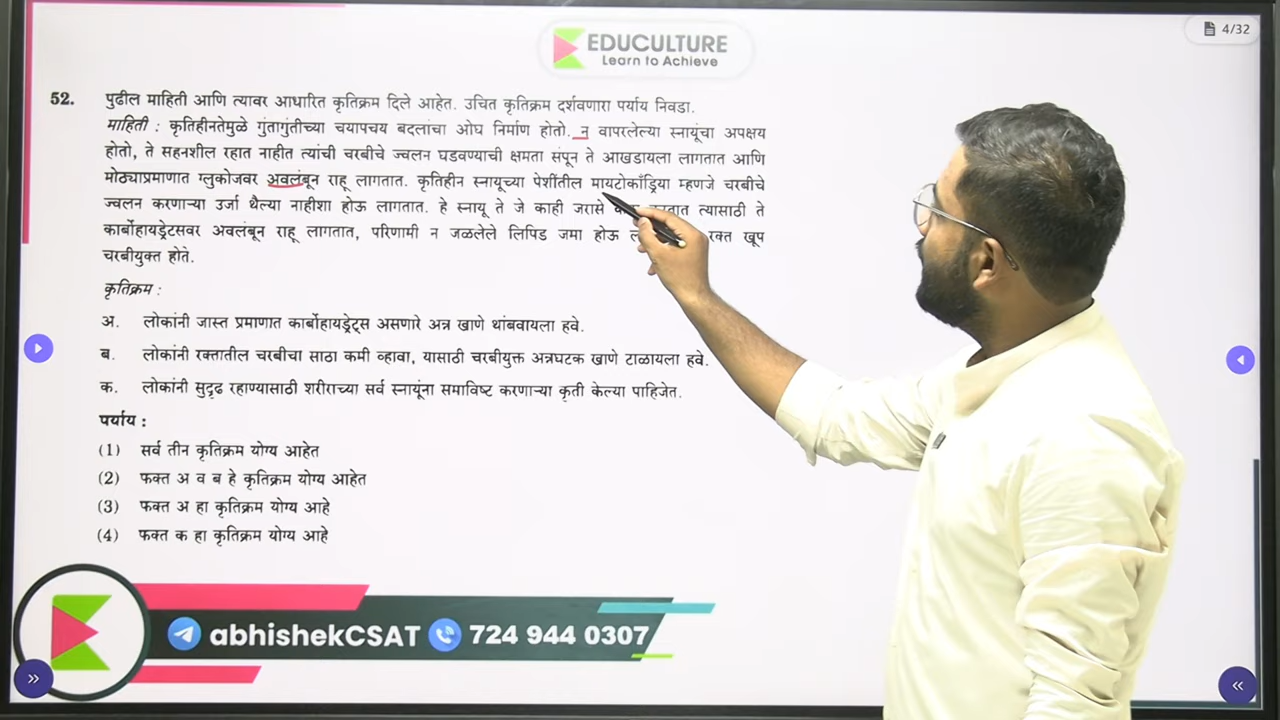 EDUCULTURE
Learn to Achieve
4/32
52. पुढील माहिती आणि त्यावर आधारित कृतिक्रम दिले आहेत. उचित कृतिक्रम दर्शवणारा पर्याय निवडा.
माहिती : कृतिहीनतेमुळे गुंतागुंतीच्या चयापचय बदलांचा ओघ निर्माण होतो. न वापरलेल्या स्नायूंचा अपक्षय
होतो, ते सहनशील रहात नाहीत त्यांची चरबीचे ज्वलन घडवण्याची क्षमता संपून ते आखडायला लागतात आणि
मोठ्याप्रमाणात ग्लुकोजवर अवलंबून राहू लागतात. कृतिहीन स्नायूच्या पेशींतील मायटोकाँड्रिया म्हणजे चरबीचे
ज्वलन करणाऱ्या उर्जा थैल्या नाहीशा होऊ लागतात. हे स्नायू ते जे काही जरासे त्यासाठी ते
कार्बोहायड्रेटसवर अवलंबून राहू लागतात, परिणामी न जळलेले लिपिड जमा होऊ रक्त खूप
चरबीयुक्त होते.
कृतिक्रम :
अ. लोकांनी जास्त प्रमाणात कार्बोहायड्रेट्स असणारे अन्न खाणे थांबवायला हवे.
ब. लोकांनी रक्तातील चरबीचा साठा कमी व्हावा, यासाठी चरबीयुक्त अन्नघटक खाणे टाळायला हवे.
क. लोकांनी सुदृढ रहाण्यासाठी शरीराच्या सर्व स्नायूंना समाविष्ट करणाऱ्या कृती केल्या पाहिजेत.
पर्याय :
(1) सर्व तीन कृतिक्रम योग्य आहेत
(2) फक्त अ व ब हे कृतिक्रम योग्य आहेत
(3) फक्त अ हा कृतिक्रम योग्य आहे
(4) फक्त क हा कृतिक्रम योग्य आहे
abhishekCSAT 724 944 0307